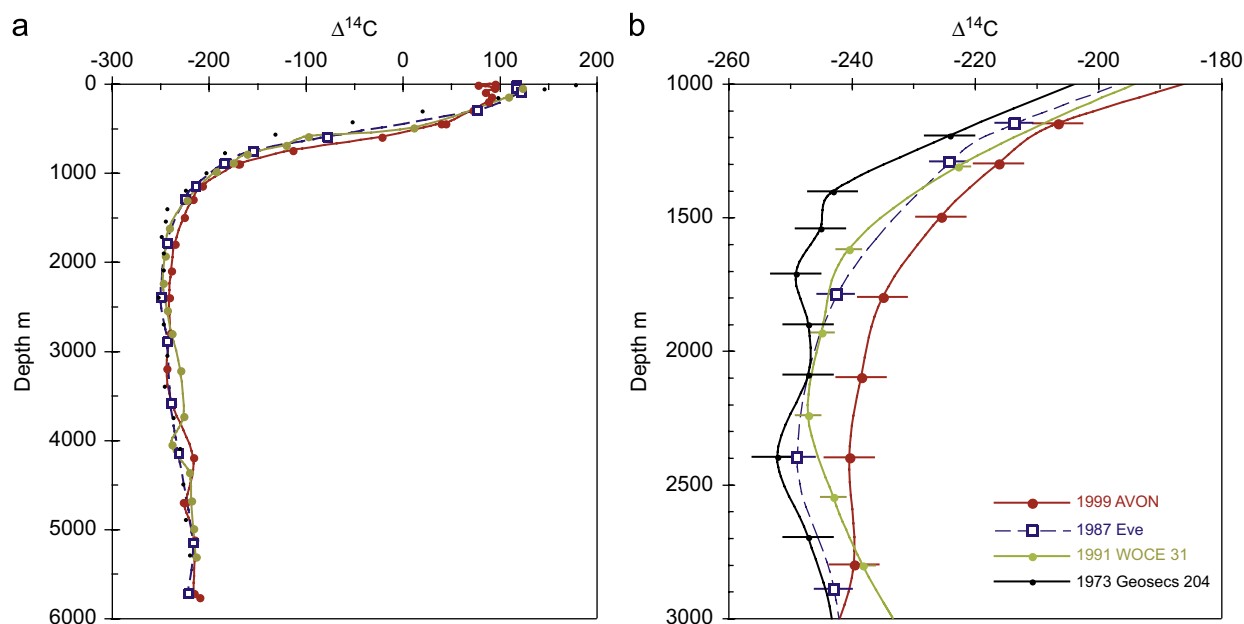 a
Δ14C
-300 -200 -100 0 100 200
0
1000
2000
3000
4000
5000
6000
Depth m
b
Δ14C
-260 -240 -220 -200 -180
1000
1500
2000
2500
3000
Depth m
1999 AVON
1987 Eve
1991 WOCE 31
1973 Geosecs 204